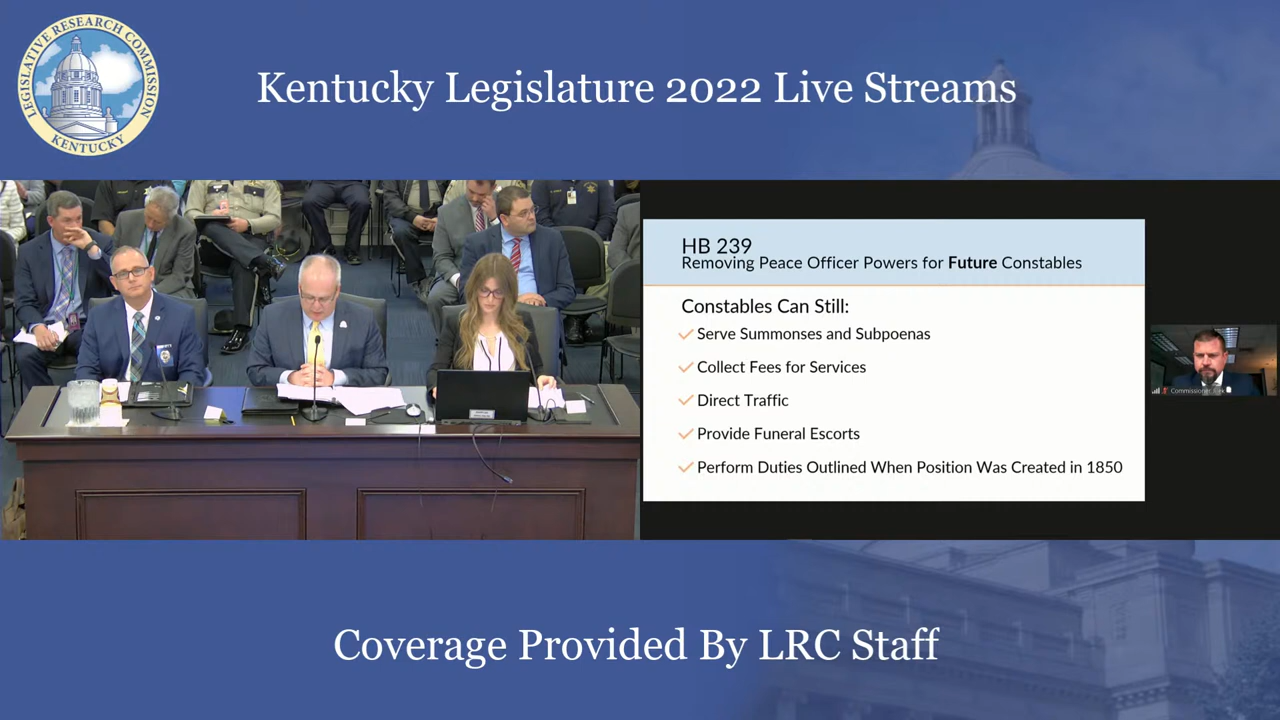 LEGISLATIVE RESEARCH COMMISSION
KENTUCKY
Kentucky Legislature 2022 Live Streams
HB 239
Removing Peace Officer Powers for Future Constables
Constables Can Still:
Serve Summonses and Subpoenas
Collect Fees for Services
Direct Traffic
Provide Funeral Escorts
Perform Duties Outlined When Position Was Created in 1850
Commissioner
Coverage Provided By LRC Staff